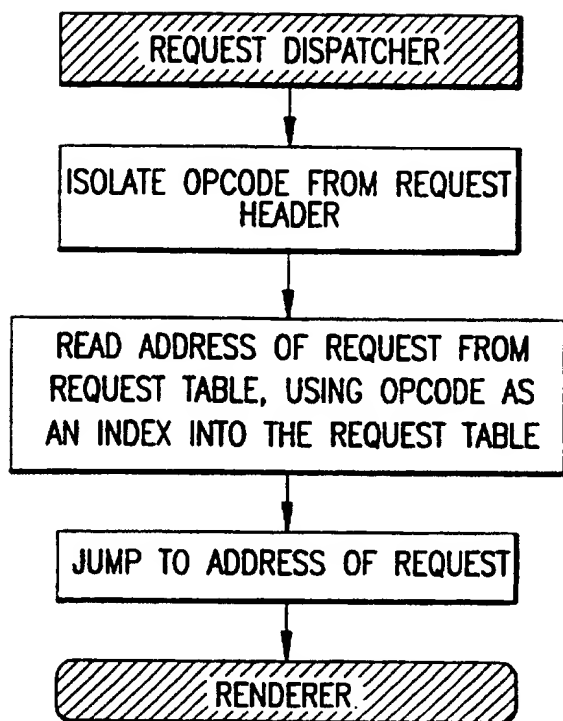 REQUEST DISPATCHER
ISOLATE OPCODE FROM REQUEST
HEADER
READ ADDRESS OF REQUEST FROM
REQUEST TABLE, USING OPCODE AS
AN INDEX INTO THE REQUEST TABLE
JUMP TO ADDRESS OF REQUEST
RENDERER